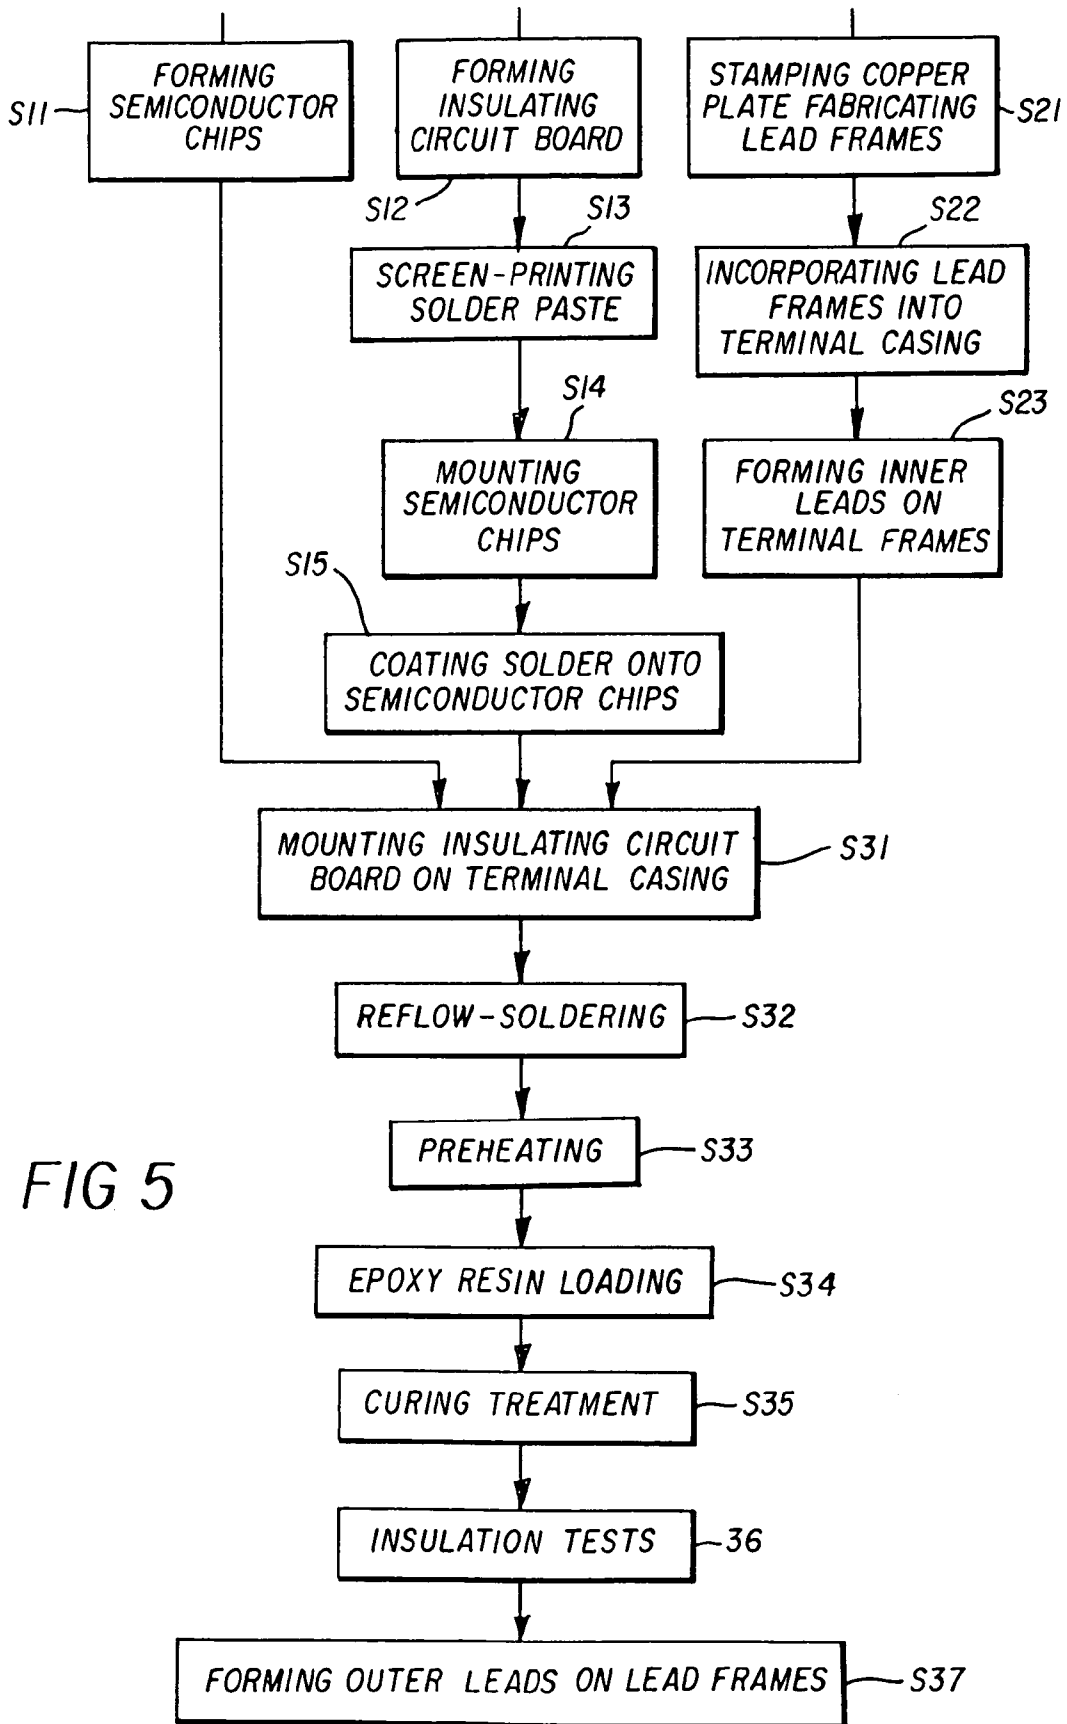 FORMING
SEMICONDUCTOR
CHIPS
S11
FORMING
INSULATING
CIRCUIT BOARD
S12
STAMPING COPPER
PLATE FABRICATING
LEAD FRAMES
S21
S13
SCREEN-PRINTING
SOLDER PASTE
S22
INCORPORATING LEAD
FRAMES INTO
TERMINAL CASING
S14
MOUNTING
SEMICONDUCTOR
CHIPS
S23
FORMING INNER
LEADS ON
TERMINAL FRAMES
S15
COATING SOLDER ONTO
SEMICONDUCTOR CHIPS
MOUNTING INSULATING CIRCUIT
BOARD ON TERMINAL CASING
S31
REFLOW-SOLDERING
S32
PREHEATING
S33
FIG 5
EPOXY RESIN LOADING
S34
CURING TREATMENT
S35
INSULATION TESTS
36
FORMING OUTER LEADS ON LEAD FRAMES
S37